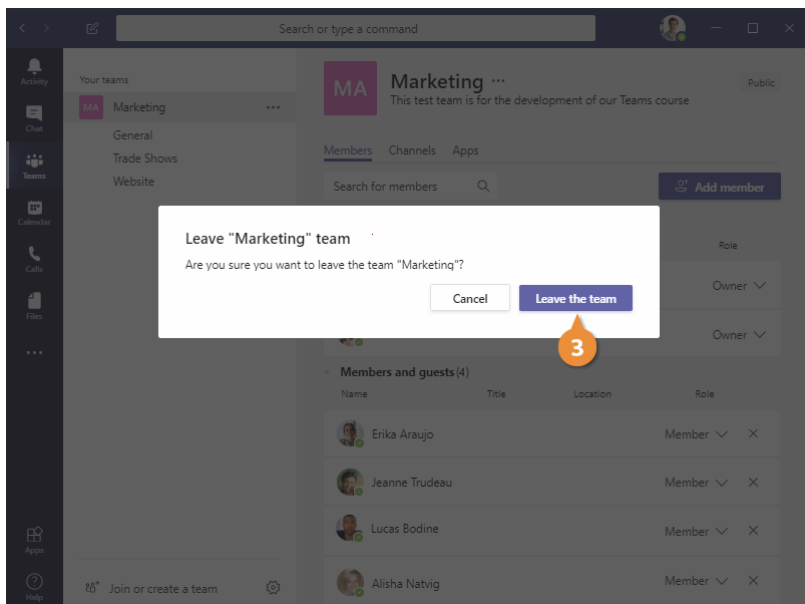 Search or type a command
Activity
Chat
Teams
Calendar
Calls
Files
Apps
Help
Your teams
MA Marketing
General
Trade Shows
Website
Join or create a team
MA
Marketing
This test team is for the development of our Teams course
Public
Members Channels Apps
Search for members
Add member
Role
Owner
Owner
Leave "Marketing" team
Are you sure you want to leave the team "Marketing"?
Cancel Leave the team
3
Members and guests (4)
Name Title Location Role
Erika Araujo Member
Jeanne Trudeau Member
Lucas Bodine Member
Alisha Natvig Member